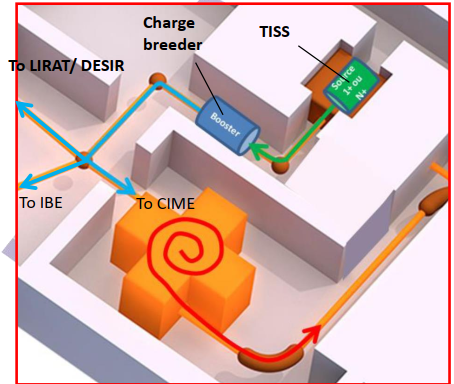 Charge
breeder
TISS
To LIRAT/ DESIR
Source
1+ ou
N+
Booster
To IBE
To CIME